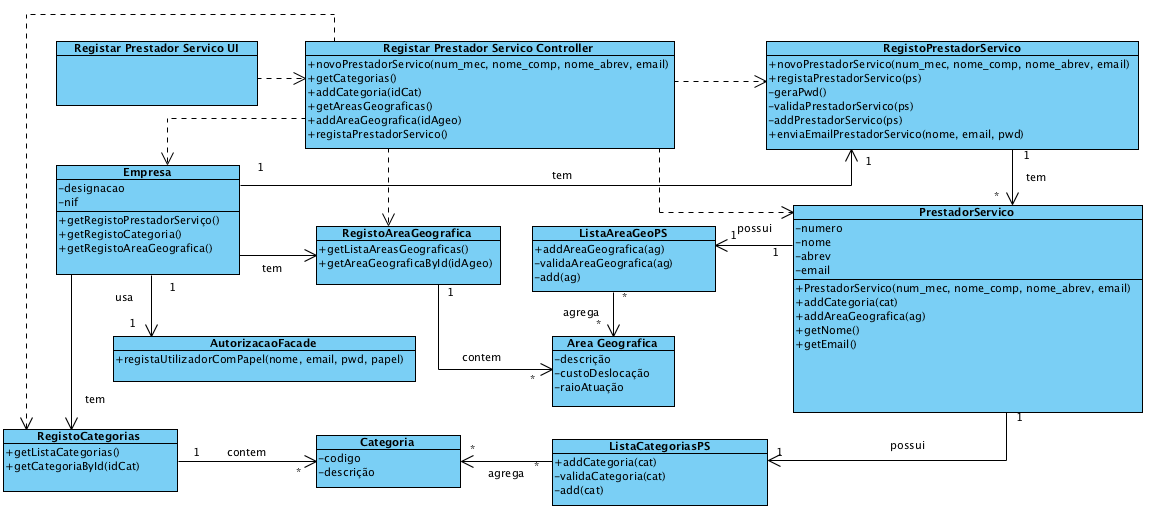 Registar Prestador Servico UI
Registar Prestador Servico Controller
+novoPrestadorServico(num_mec, nome_comp, nome_abrev, email)
+getCategorias()
+addCategoria(idCat)
+getAreasGeograficas()
+addAreaGeografica(idAgeo)
+registaPrestadorServico()
RegistoPrestadorServico
+novoPrestadorServico(num_mec, nome_comp, nome_abrev, email)
+registaPrestadorServico(ps)
-geraPwd()
-validaPrestadorServico(ps)
-addPrestadorServico(ps)
+enviaEmailPrestadorServico(nome, email, pwd)
Empresa
-designacao
-nif
+getRegistoPrestadorServiço()
+getRegistoCategoria()
+getRegistoAreaGeografica()
1
tem
1
1
tem
*
RegistoAreaGeografica
+getListaAreasGeograficas()
+getAreaGeograficaById(idAgeo)
ListaAreaGeoPS
+addAreaGeografica(ag)
-validaAreaGeografica(ag)
-add(ag)
PrestadorServico
-numero
-nome
-abrev
-email
+PrestadorServico(num_mec, nome_comp, nome_abrev, email)
+addCategoria(cat)
+addAreaGeografica(ag)
+getNome()
+getEmail()
possui
1
1
tem
usa
1
1
1
contem
*
agrega
*
*
AutorizacaoFacade
+registaUtilizadorComPapel(nome, email, pwd, papel)
Area Geografica
-descrição
-custoDeslocação
-raioAtuação
tem
RegistoCategorias
+getListaCategorias()
+getCategoriaById(idCat)
1
contem
*
Categoria
-codigo
-descrição
*
agrega
*
ListaCategoriasPS
+addCategoria(cat)
-validaCategoria(cat)
-add(cat)
1
possui
1